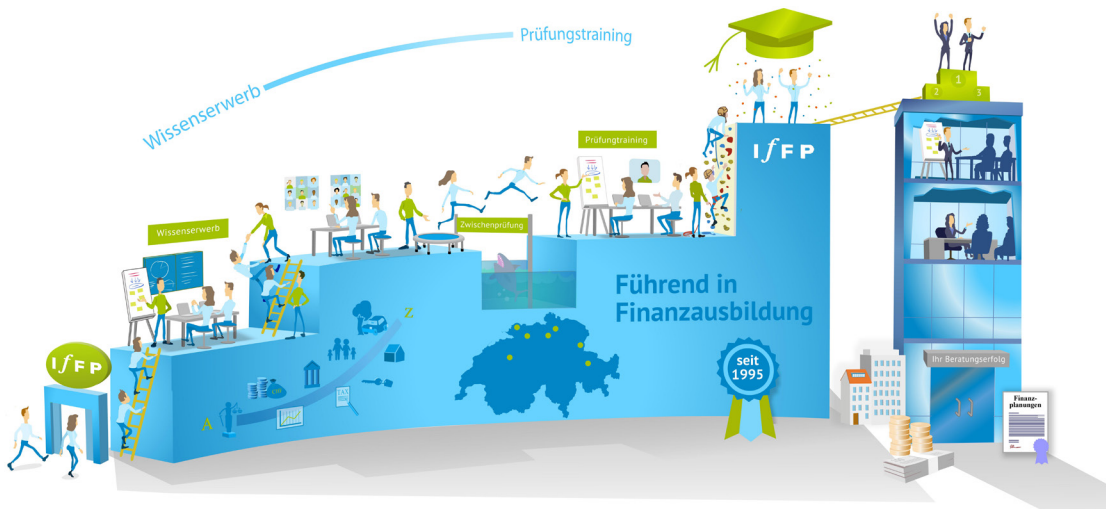 Wissenserwerb
Prüfungstraining
IfFP
Wissenserwerb
Zwischenprüfung
Prüfungtraining
IfFP
1
2
3
A
Z
TAX
Führend in
Finanzausbildung
seit
1995
Ihr Beratungserfolg
Finanz-
planungen